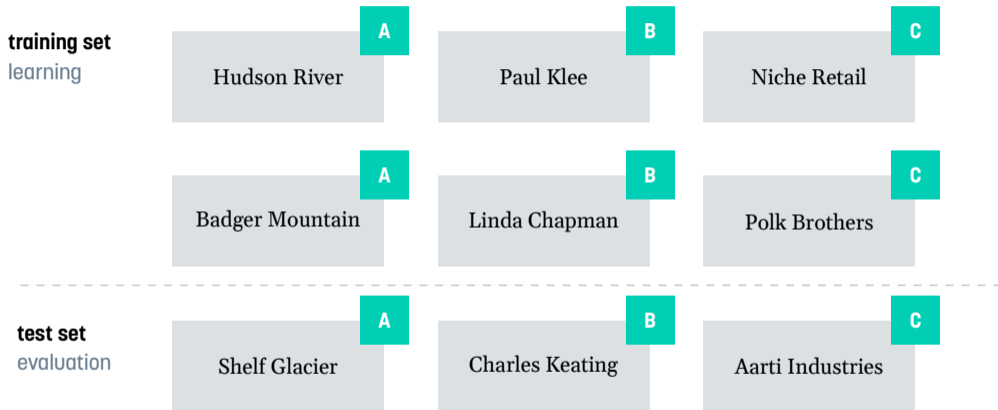 training set
learning
A
B
C
Hudson River
Paul Klee
Niche Retail
A
B
C
Badger Mountain
Linda Chapman
Polk Brothers
test set
evaluation
A
B
C
Shelf Glacier
Charles Keating
Aarti Industries